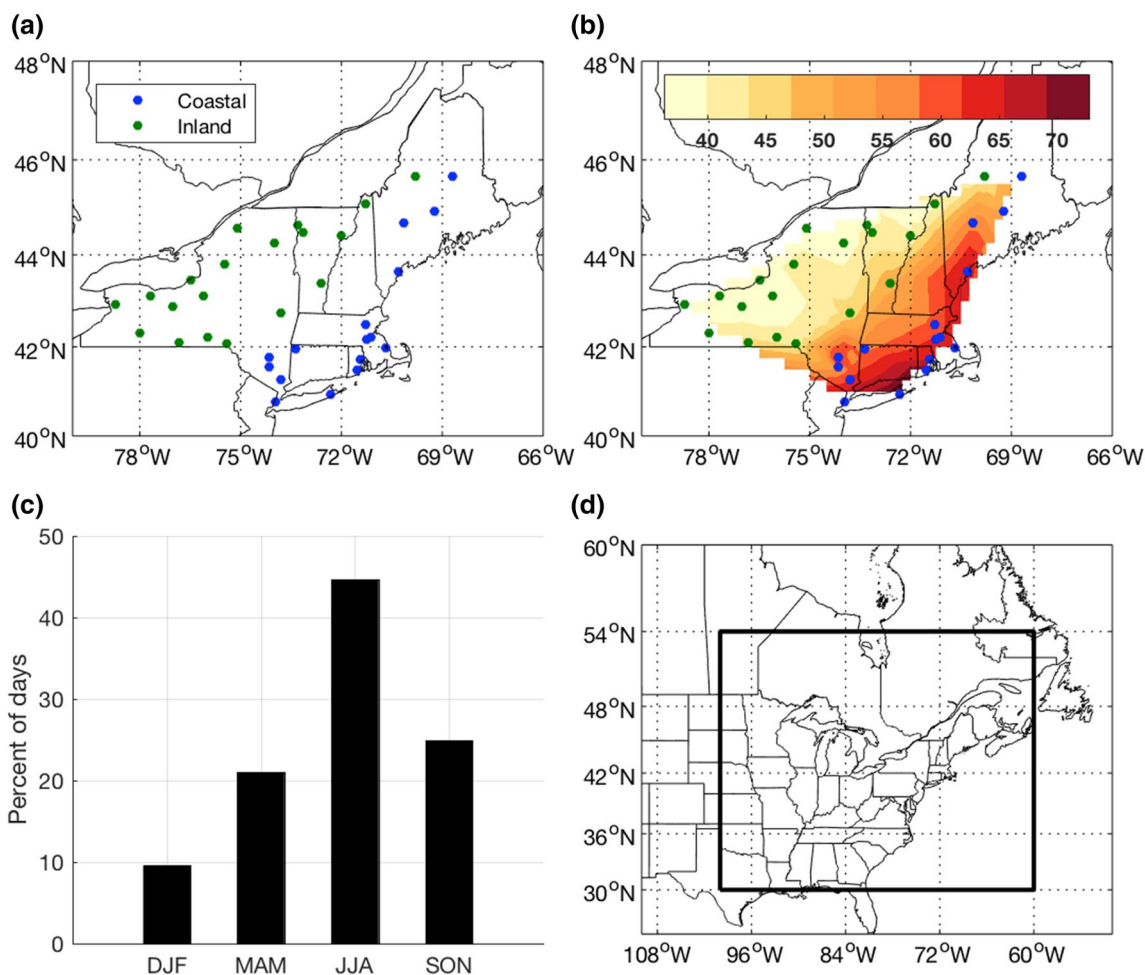 (a)
48°N
46°N
44°N
42°N
40°N
78°W 75°W 72°W 69°W 66°W
Coastal
Inland
(b)
48°N
46°N
44°N
42°N
40°N
78°W 75°W 72°W 69°W 66°W
40 45 50 55 60 65 70
(c)
Percent of days
50
40
30
20
10
0
DJF MAM JJA SON
(d)
60°N
54°N
48°N
42°N
36°N
30°N
108°W 96°W 84°W 72°W 60°W